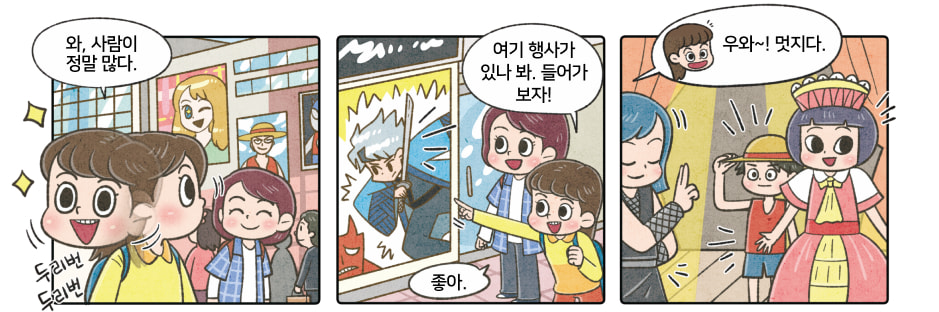 와, 사람이
정말 많다.
두리번
두리번
여기 행사가
있나 봐. 들어가
보자!
좋아.
우와~! 멋지다.